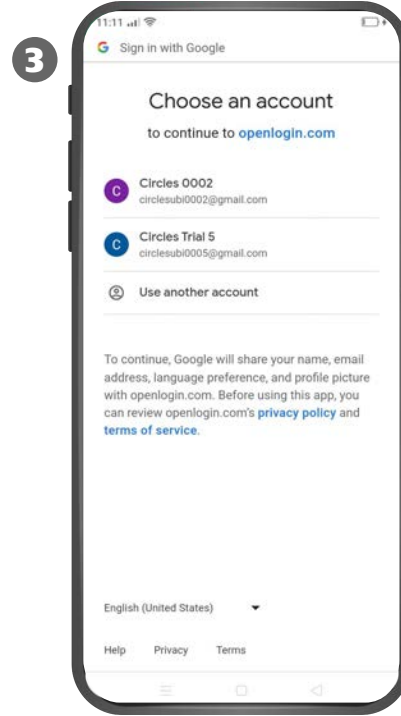 3
11:11
G Sign in with Google
Choose an account
to continue to openlogin.com
C Circles 0002
circlesubi0002@gmail.com
C Circles Trial 5
circlesubi0005@gmail.com
Use another account
To continue, Google will share your name, email
address, language preference, and profile picture
with openlogin.com. Before using this app, you
can review openlogin.com's privacy policy and
terms of service.
English (United States)
Help Privacy Terms